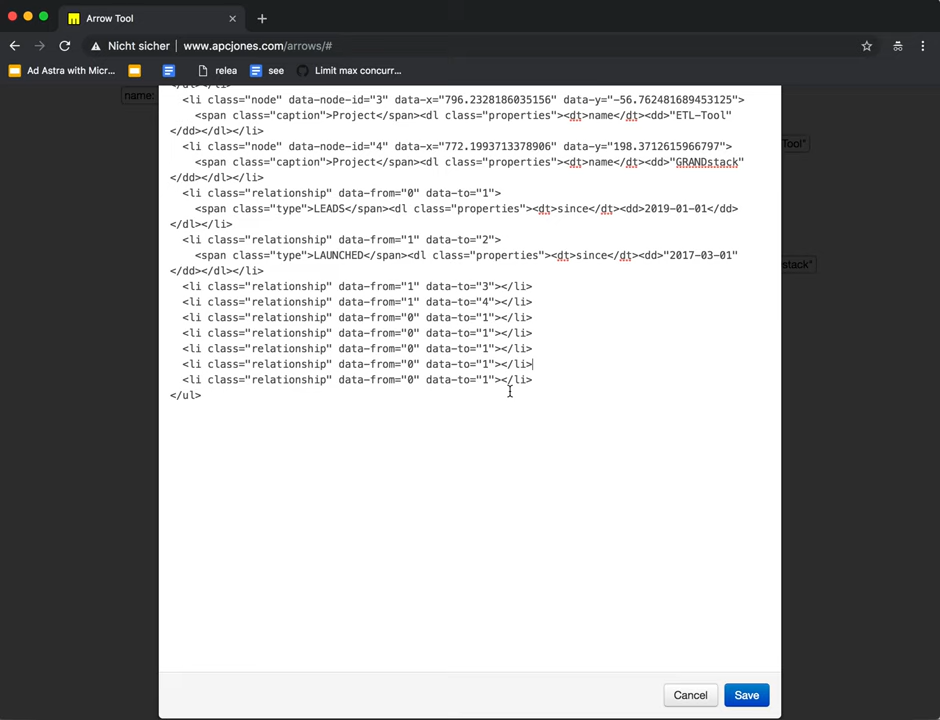 Arrow Tool
Nicht sicher www.apcjones.com/arrows/#
Ad Astra with Micr... relea see Limit max concurr...
</dl></li>
name:
<li class="node" data-node-id="3" data-x="796.2328186035156" data-y="-56.762481689453125">
<span class="caption">Project</span><dl class="properties"><dt>name</dt><dd>"ETL-Tool"
</dd></dl></li>
Tool"
<li class="node" data-node-id="4" data-x="772.1993713378906" data-y="198.3712615966797">
<span class="caption">Project</span><dl class="properties"><dt>name</dt><dd>"GRANDstack"
</dd></dl></li>
<li class="relationship" data-from="0" data-to="1">
<span class="type">LEADS</span><dl class="properties"><dt>since</dt><dd>2019-01-01</dd>
</dl></li>
<li class="relationship" data-from="1" data-to="2">
<span class="type">LAUNCHED</span><dl class="properties"><dt>since</dt><dd>"2017-03-01"
stack"
</dd></dl></li>
<li class="relationship" data-from="1" data-to="3"></li>
<li class="relationship" data-from="1" data-to="4"></li>
<li class="relationship" data-from="0" data-to="1"></li>
<li class="relationship" data-from="0" data-to="1"></li>
<li class="relationship" data-from="0" data-to="1"></li>
<li class="relationship" data-from="0" data-to="1"></li>
<li class="relationship" data-from="0" data-to="1"></li>
</ul>
Cancel Save